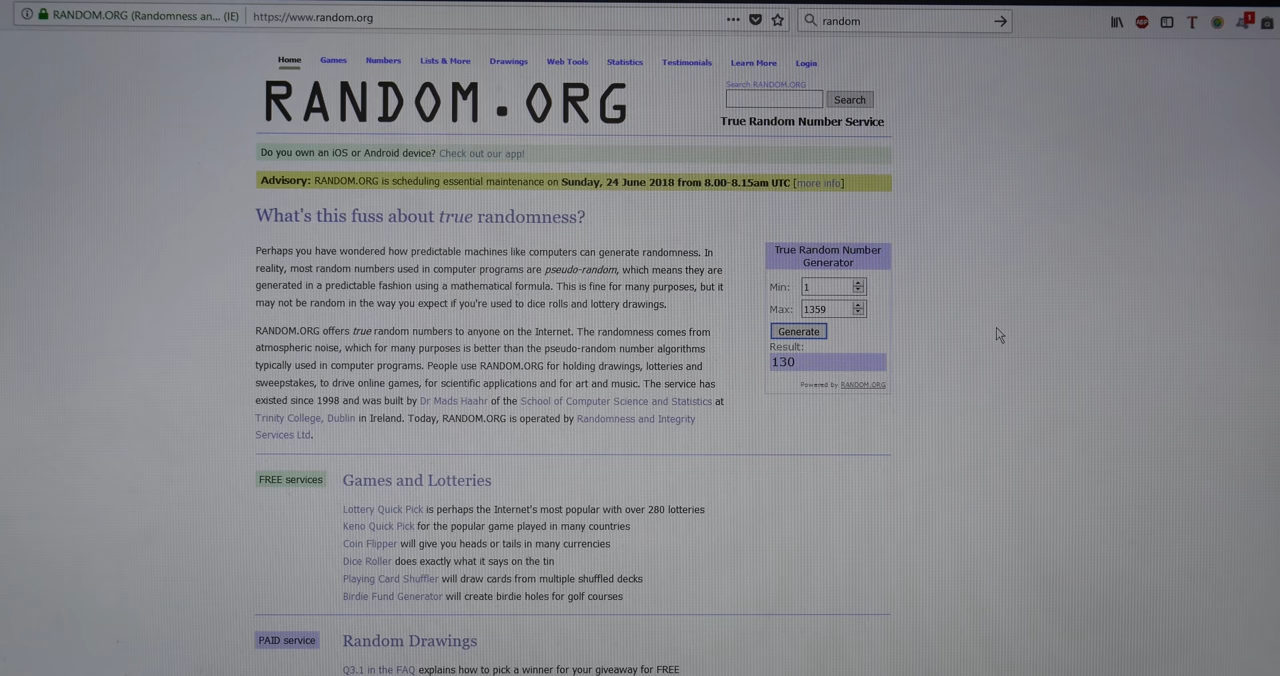 RANDOM.ORG (Randomness an... (IE)
https://www.random.org
random
1
Home Games Numbers Lists & More Drawings Web Tools Statistics Testimonials Learn More Login
RANDOM.ORG
Search RANDOM.ORG
Search
True Random Number Service
Do you own an iOS or Android device? Check out our app!
Advisory: RANDOM.ORG is scheduling essential maintenance on Sunday, 24 June 2018 from 8.00-8.15am UTC [more info]
What's this fuss about true randomness?
Perhaps you have wondered how predictable machines like computers can generate randomness. In
reality, most random numbers used in computer programs are pseudo-random, which means they are
generated in a predictable fashion using a mathematical formula. This is fine for many purposes, but it
may not be random in the way you expect if you're used to dice rolls and lottery drawings.
RANDOM.ORG offers true random numbers to anyone on the Internet. The randomness comes from
atmospheric noise, which for many purposes is better than the pseudo-random number algorithms
typically used in computer programs. People use RANDOM.ORG for holding drawings, lotteries and
sweepstakes, to drive online games, for scientific applications and for art and music. The service has
existed since 1998 and was built by Dr Mads Haahr of the School of Computer Science and Statistics at
Trinity College, Dublin in Ireland. Today, RANDOM.ORG is operated by Randomness and Integrity
Services Ltd.
True Random Number
Generator
Min: 1
Max: 1359
Generate
Result:
130
Powered by RANDOM.ORG
FREE services
Games and Lotteries
Lottery Quick Pick is perhaps the Internet's most popular with over 280 lotteries
Keno Quick Pick for the popular game played in many countries
Coin Flipper will give you heads or tails in many currencies
Dice Roller does exactly what it says on the tin
Playing Card Shuffler will draw cards from multiple shuffled decks
Birdie Fund Generator will create birdie holes for golf courses
PAID service
Random Drawings
Q3.1 in the FAQ explains how to pick a winner for your giveaway for FREE